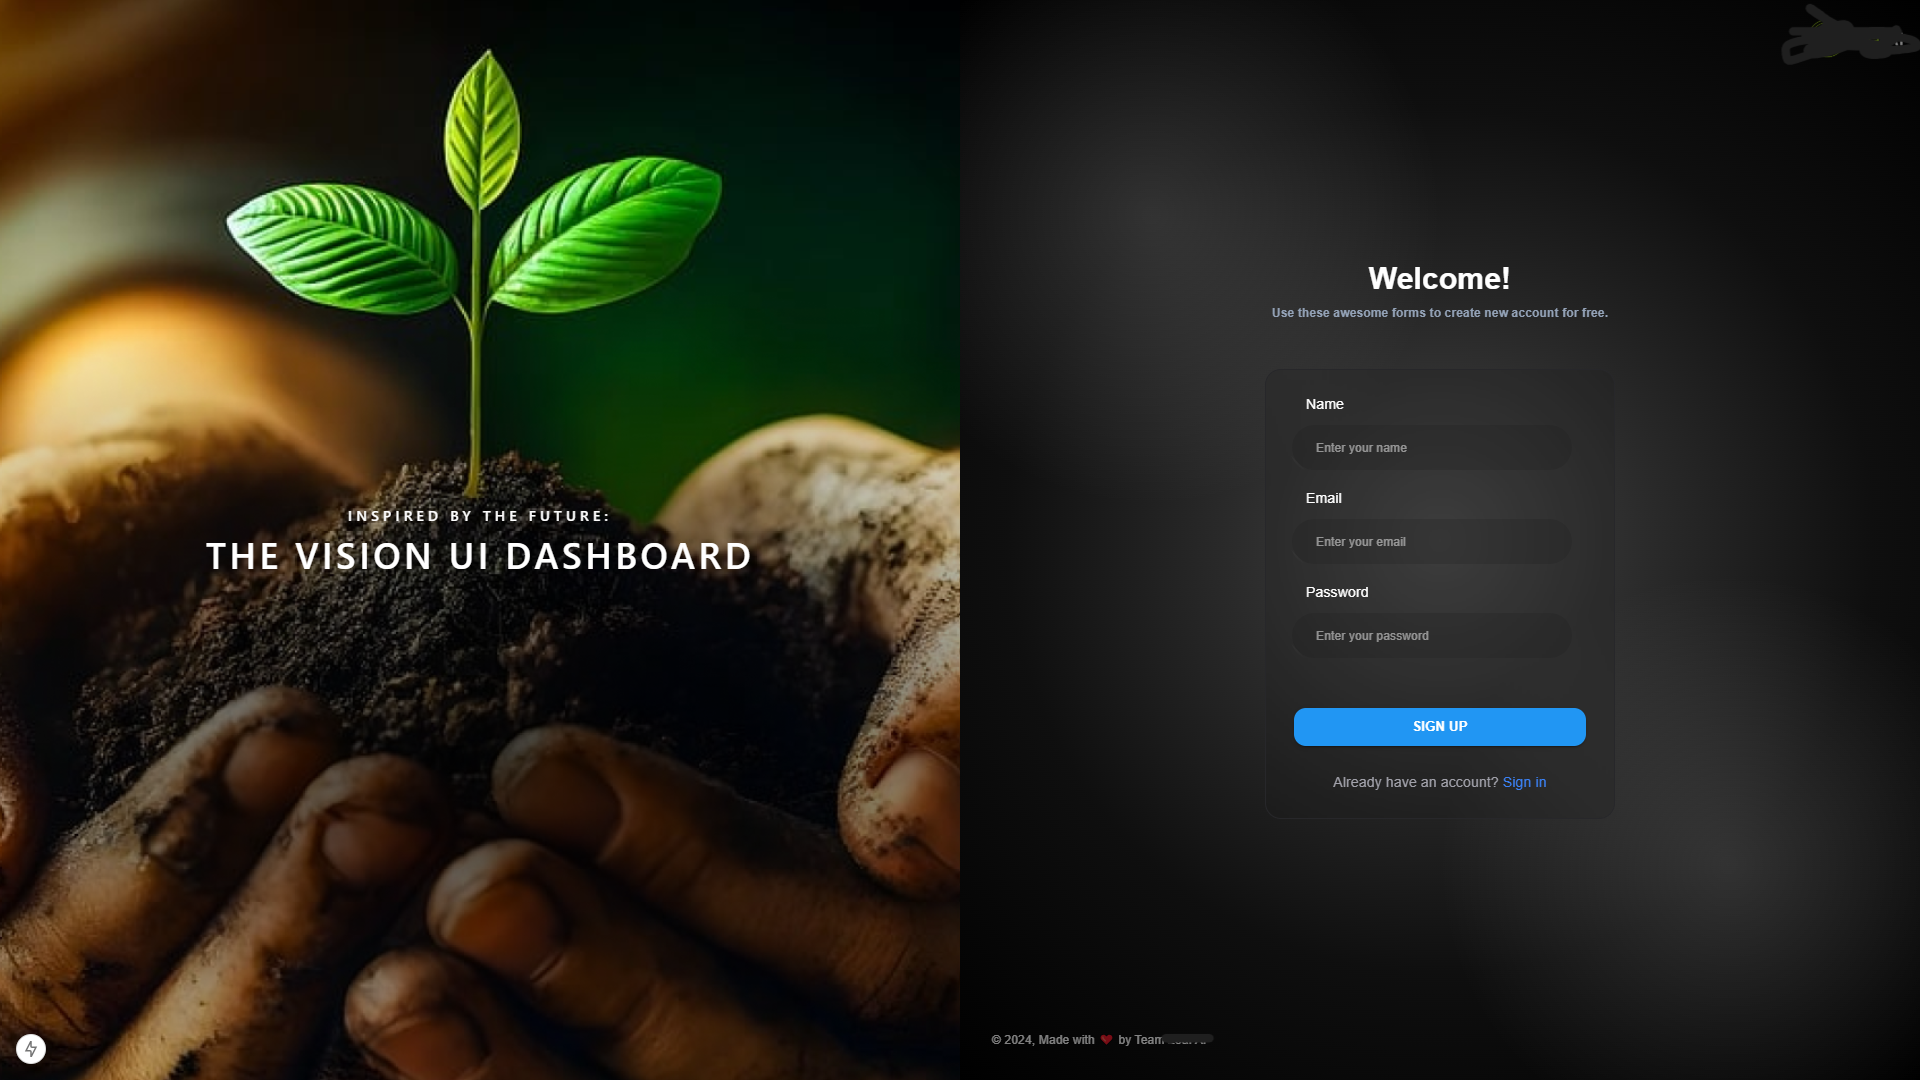 INSPIRED BY THE FUTURE:
THE VISION UI DASHBOARD
Welcome!
Use these awesome forms to create new account for free.
Name
Enter your name
Email
Enter your email
Password
Enter your password
SIGN UP
Already have an account? Sign in
© 2024, Made with ❤ by Team